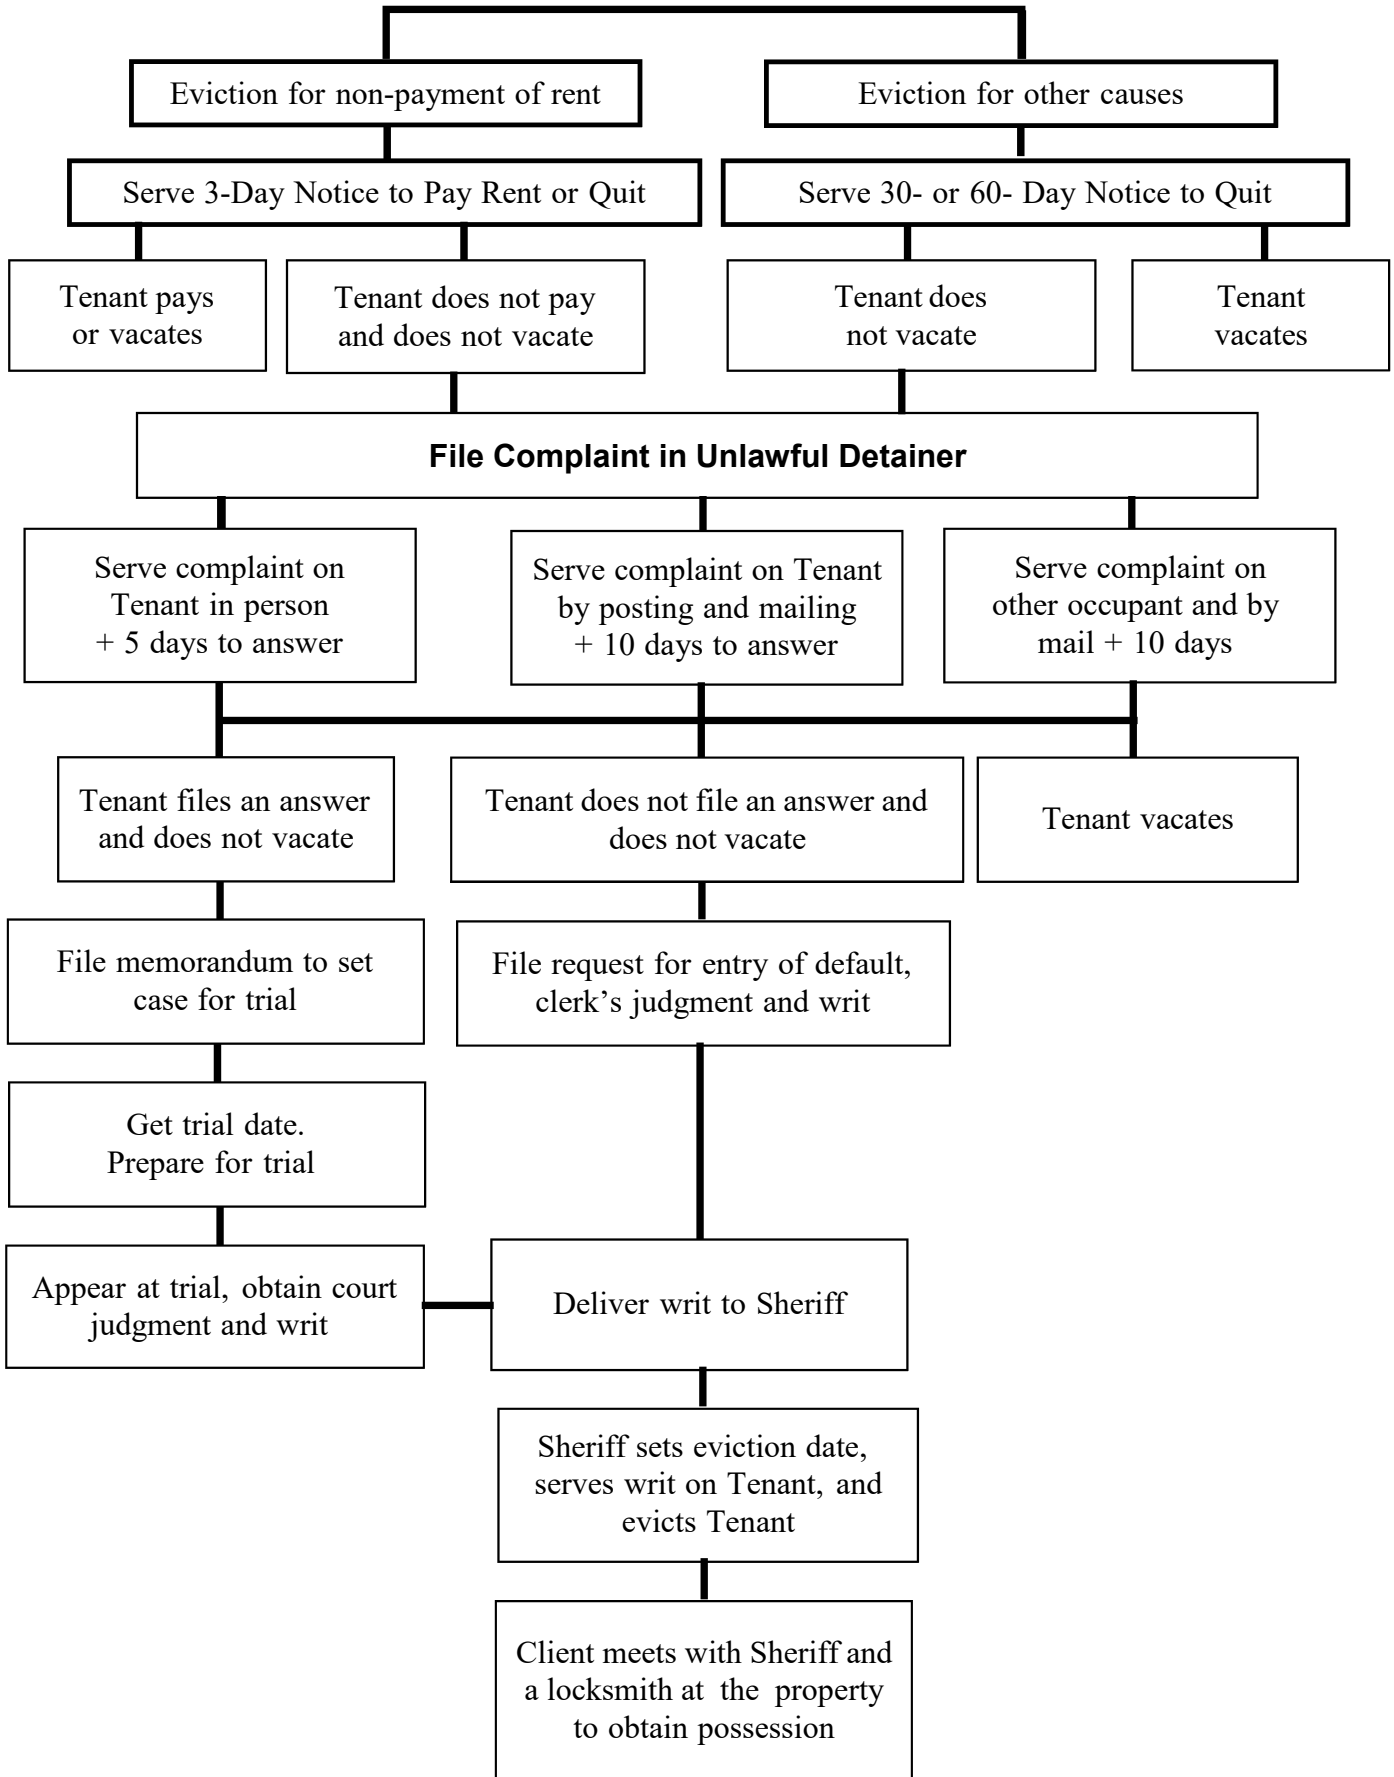 Eviction for non-payment of rent
Eviction for other causes
Serve 3-Day Notice to Pay Rent or Quit
Serve 30- or 60- Day Notice to Quit
Tenant pays
or vacates
Tenant does not pay
and does not vacate
Tenant does
not vacate
Tenant
vacates
File Complaint in Unlawful Detainer
Serve complaint on
Tenant in person
+ 5 days to answer
Serve complaint on Tenant
by posting and mailing
+ 10 days to answer
Serve complaint on
other occupant and by
mail + 10 days
Tenant files an answer
and does not vacate
Tenant does not file an answer and
does not vacate
Tenant vacates
File memorandum to set
case for trial
File request for entry of default,
clerk’s judgment and writ
Get trial date.
Prepare for trial
Appear at trial, obtain court
judgment and writ
Deliver writ to Sheriff
Sheriff sets eviction date,
serves writ on Tenant, and
evicts Tenant
Client meets with Sheriff and
a locksmith at the property
to obtain possession